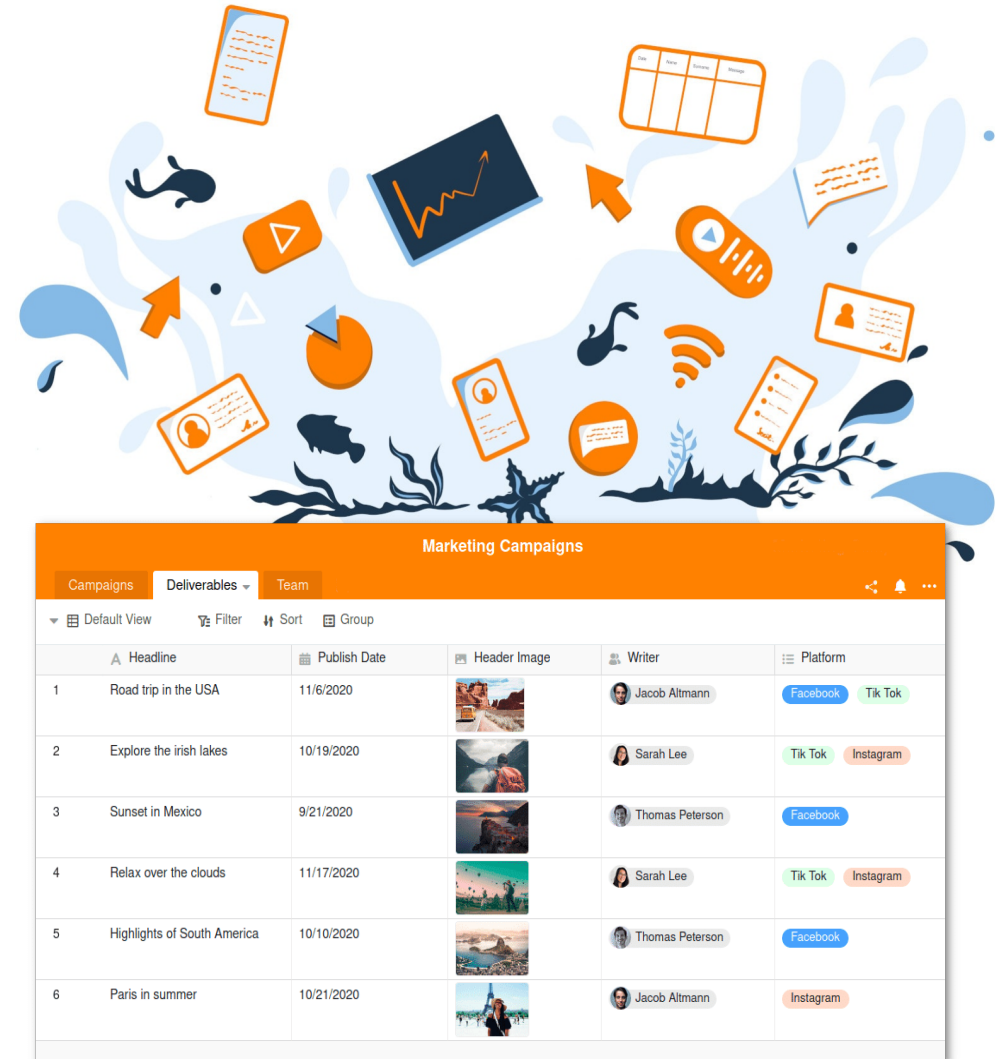 Date Name Surname Message
Marketing Campaigns
Campaigns Deliverables Team
Default View Filter Sort Group
Headline Publish Date Header Image Writer Platform
1 Road trip in the USA 11/6/2020 Jacob Altmann Facebook Tik Tok
2 Explore the irish lakes 10/19/2020 Sarah Lee Tik Tok Instagram
3 Sunset in Mexico 9/21/2020 Thomas Peterson Facebook
4 Relax over the clouds 11/17/2020 Sarah Lee Tik Tok Instagram
5 Highlights of South America 10/10/2020 Thomas Peterson Facebook
6 Paris in summer 10/21/2020 Jacob Altmann Instagram